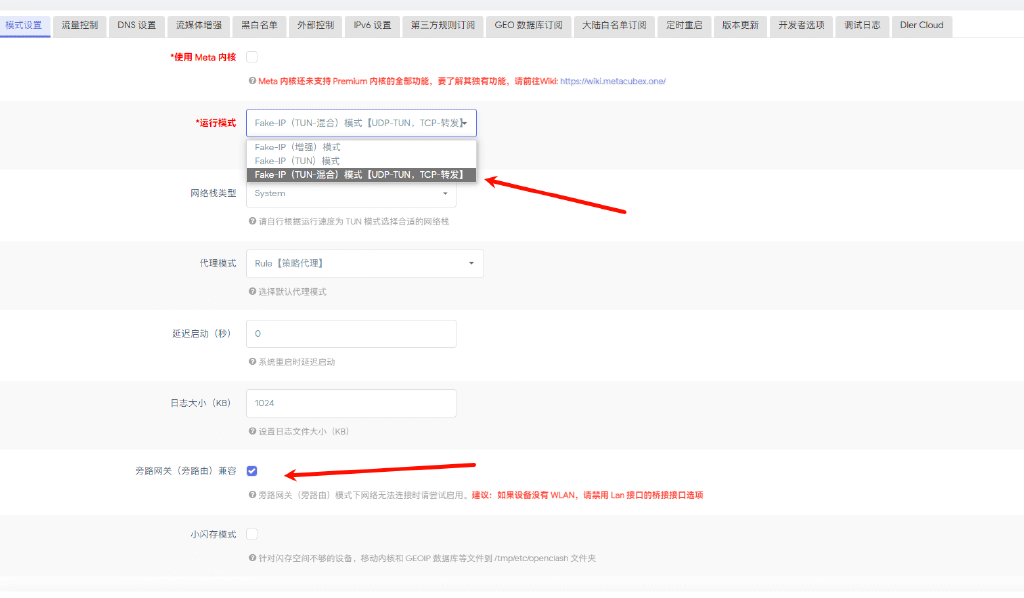 模式设置 流量控制 DNS 设置 流媒体增强 黑白名单 外部控制 IPv6 设置 第三方规则订阅 GEO 数据库订阅 大陆白名单订阅 定时重启 版本更新 开发者选项 调试日志 Dler Cloud
*使用 Meta 内核
Meta 内核还未支持 Premium 内核的全部功能，要了解其独有功能，请前往Wiki: https://wiki.metacubex.one/
*运行模式 Fake-IP（TUN-混合）模式【UDP-TUN，TCP-转发】
Fake-IP（增强）模式
Fake-IP（TUN）模式
Fake-IP（TUN-混合）模式【UDP-TUN，TCP-转发】
网络栈类型 System
请自行根据运行速度为 TUN 模式选择合适的网络栈
代理模式 Rule【策略代理】
选择默认代理模式
延迟启动（秒） 0
系统重启时延迟启动
日志大小（KB） 1024
设置日志文件大小（KB）
旁路网关（旁路由）兼容
旁路网关（旁路由）模式下网络无法连接时请尝试启用。建议：如果设备没有 WLAN，请禁用 Lan 接口的桥接接口选项
小闪存模式
针对闪存空间不够的设备，移动内核和 GEOIP 数据库等文件到 /tmp/etc/openclash 文件夹